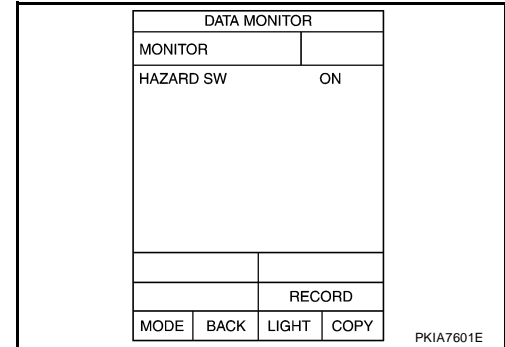 DATA MONITOR
MONITOR
HAZARD SW ON
RECORD
MODE BACK LIGHT COPY
PKIA7601E